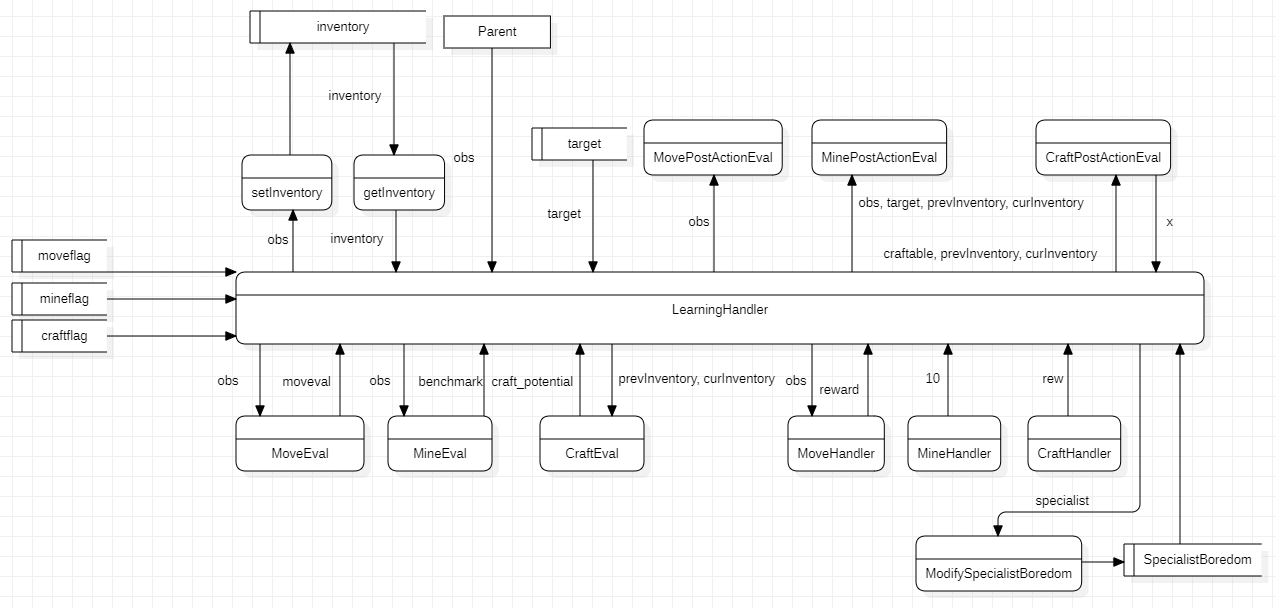 inventory
Parent
inventory
target
MovePostActionEval
MinePostActionEval
CraftPostActionEval
obs
setInventory
getInventory
obs, target, prevInventory, curInventory
target
obs
x
obs
inventory
craftable, prevInventory, curInventory
moveflag
mineflag
LearningHandler
craftflag
obs
moveval
obs
benchmark
craft_potential
prevInventory, curInventory
obs
reward
10
rew
MoveEval
MineEval
CraftEval
MoveHandler
MineHandler
CraftHandler
specialist
ModifySpecialistBoredom
SpecialistBoredom